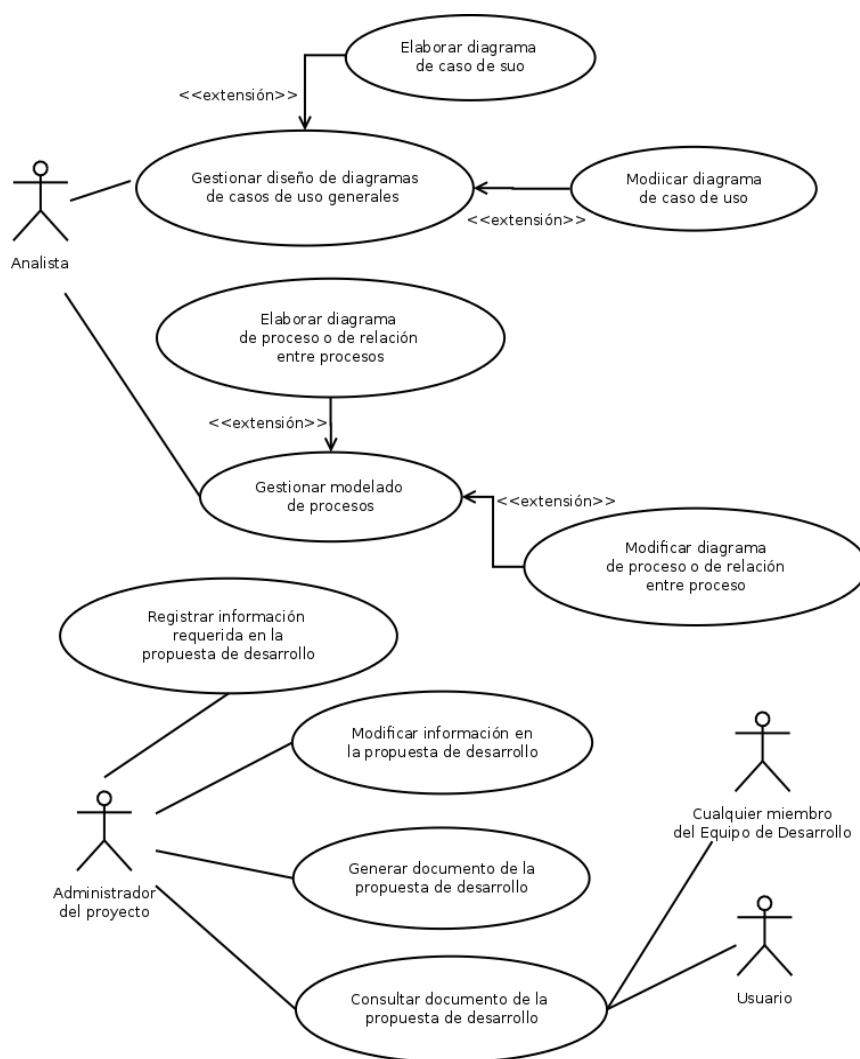 Elaborar diagrama
de caso de suo
<<extensión>>
Gestionar diseño de diagramas
de casos de uso generales
Modiicar diagrama
de caso de uso
<<extensión>>
Analista
Elaborar diagrama
de proceso o de relación
entre procesos
<<extensión>>
Gestionar modelado
de procesos
<<extensión>>
Modificar diagrama
de proceso o de relación
entre proceso
Registrar información
requerida en la
propuesta de desarrollo
Modificar información en
la propuesta de desarrollo
Cualquier miembro
del Equipo de Desarrollo
Administrador
del proyecto
Generar documento de la
propuesta de desarrollo
Consultar documento de la
propuesta de desarrollo
Usuario